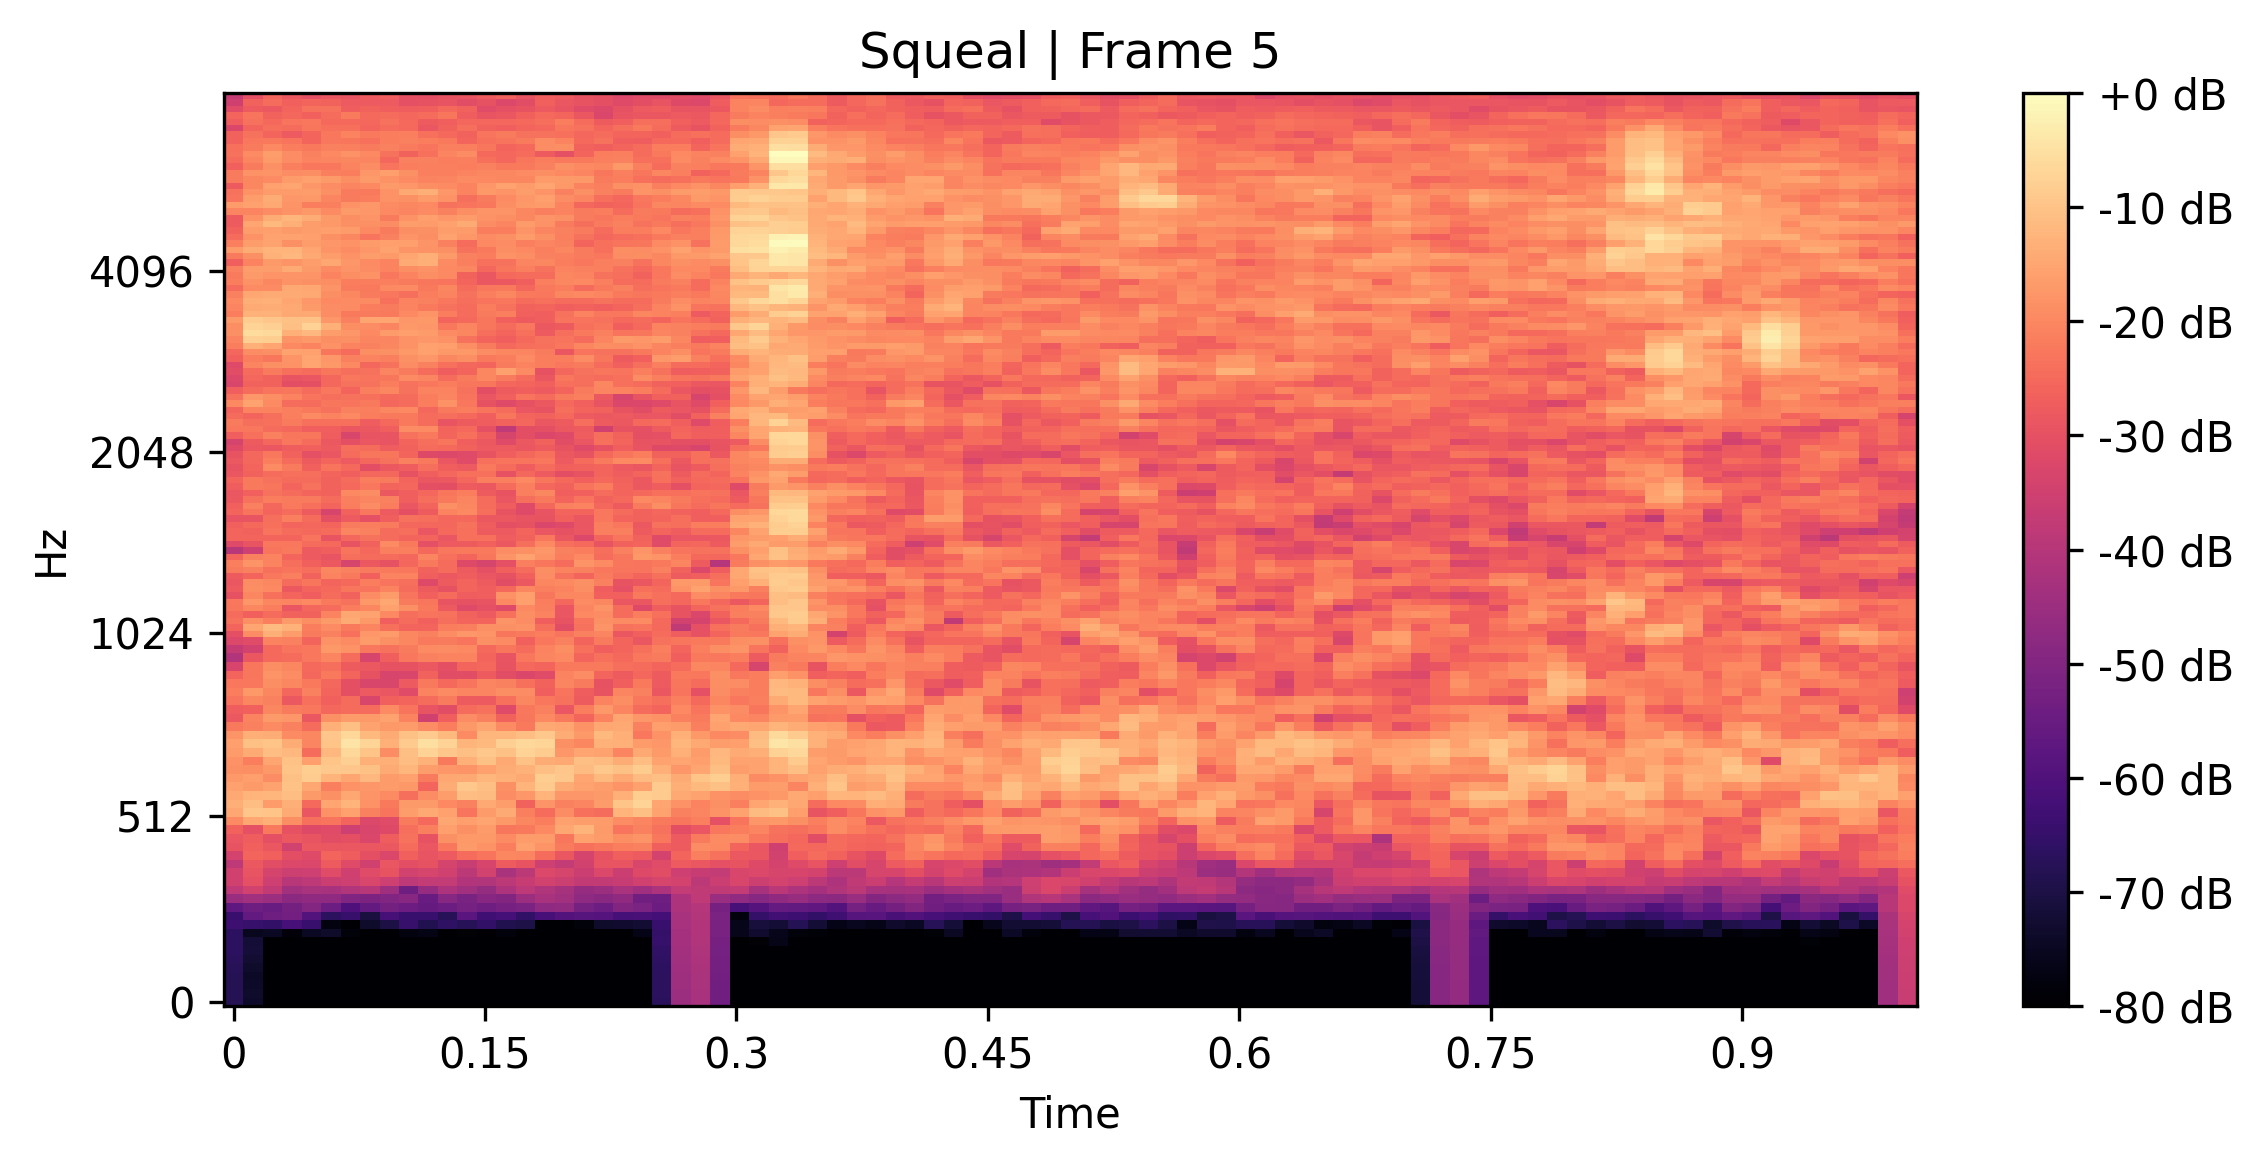 Squeal | Frame 5
Hz
4096
2048
1024
512
0
0 0.15 0.3 0.45 0.6 0.75 0.9
Time
+0 dB
-10 dB
-20 dB
-30 dB
-40 dB
-50 dB
-60 dB
-70 dB
-80 dB